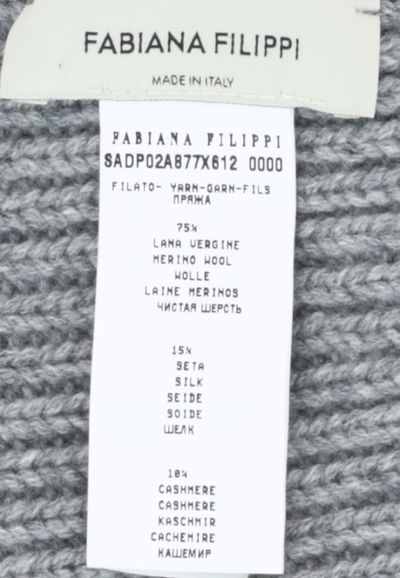 FABIANA FILIPPI
MADE IN ITALY
FABIANA FILIPPI
SADP02A877X612 0000
FILATO- YARN-GARN-FILS
ПРЯЖА
75%
LANA VERGINE
MERINO WOOL
WOLLE
LAINE MERINOS
ЧИСТАЯ ШЕРСТЬ
15%
SETA
SILK
SEIDE
SOIDE
ШЕЛК
10%
CASHMERE
CASHMERE
KASCHMIR
CACHEMIRE
КАШЕМИР